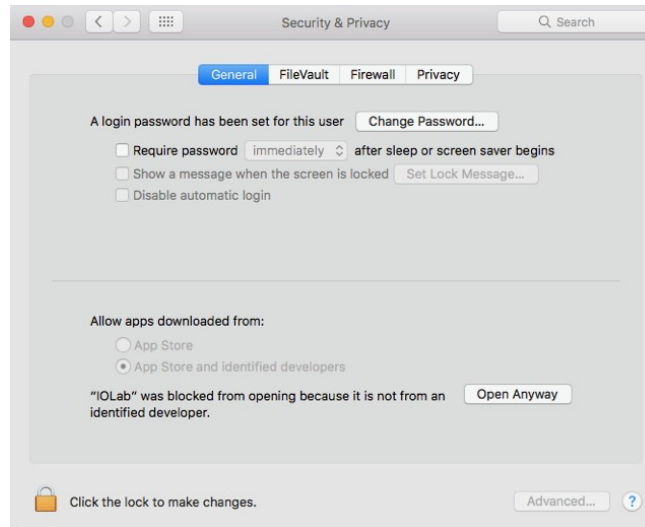 Security & Privacy
Search
General FileVault Firewall Privacy
A login password has been set for this user Change Password...
Require password immediately after sleep or screen saver begins
Show a message when the screen is locked Set Lock Message...
Disable automatic login
Allow apps downloaded from:
App Store
App Store and identified developers
"IOLab" was blocked from opening because it is not from an Open Anyway
identified developer.
Click the lock to make changes. Advanced... ?